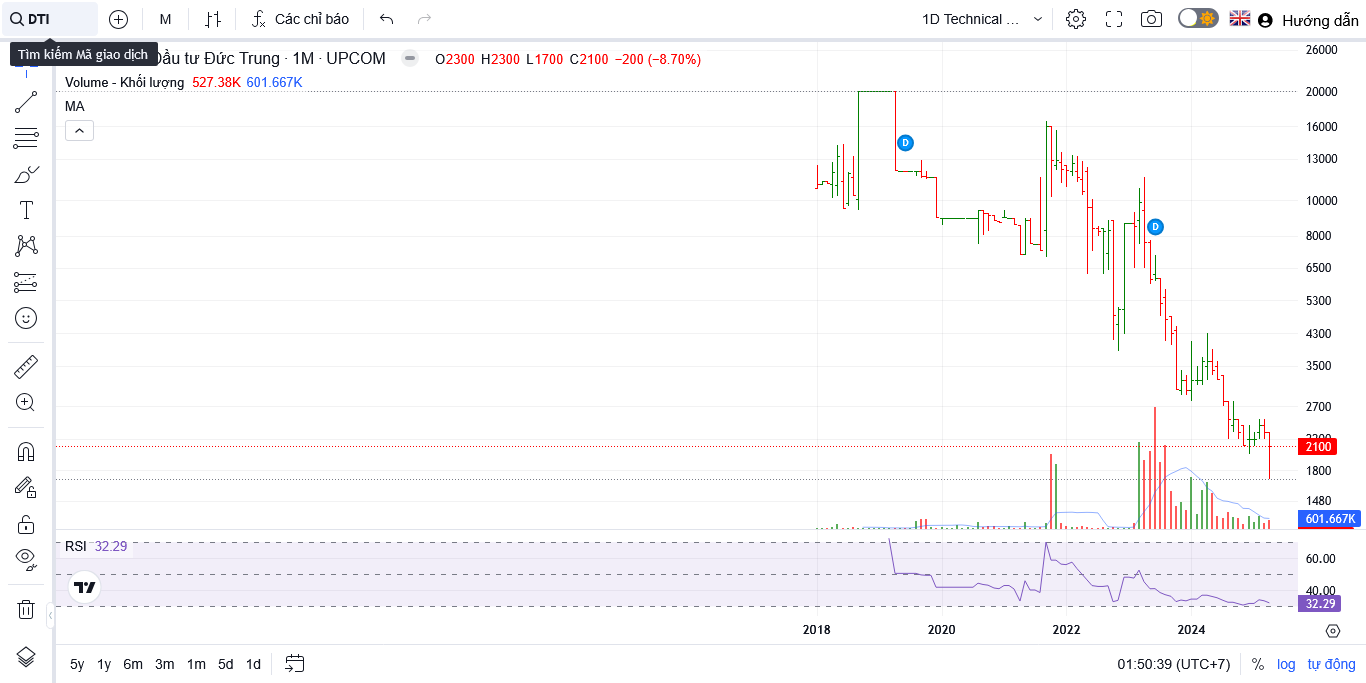 DTI
M
Các chỉ báo
1D Technical ...
Hướng dẫn
Tìm kiếm Mã giao dịch
Đầu tư Đức Trung · 1M · UPCOM O2300 H2300 L1700 C2100 −200 (−8.70%)
Volume - Khối lượng 527.38K 601.667K
MA
D
D
26000
20000
16000
13000
10000
8000
6500
5300
4300
3500
2700
2200
2100
1800
1480
601.667K
RSI 32.29
60.00
40.00
32.29
2018 2020 2022 2024
5y 1y 6m 3m 1m 5d 1d
01:50:39 (UTC+7) % log tự động